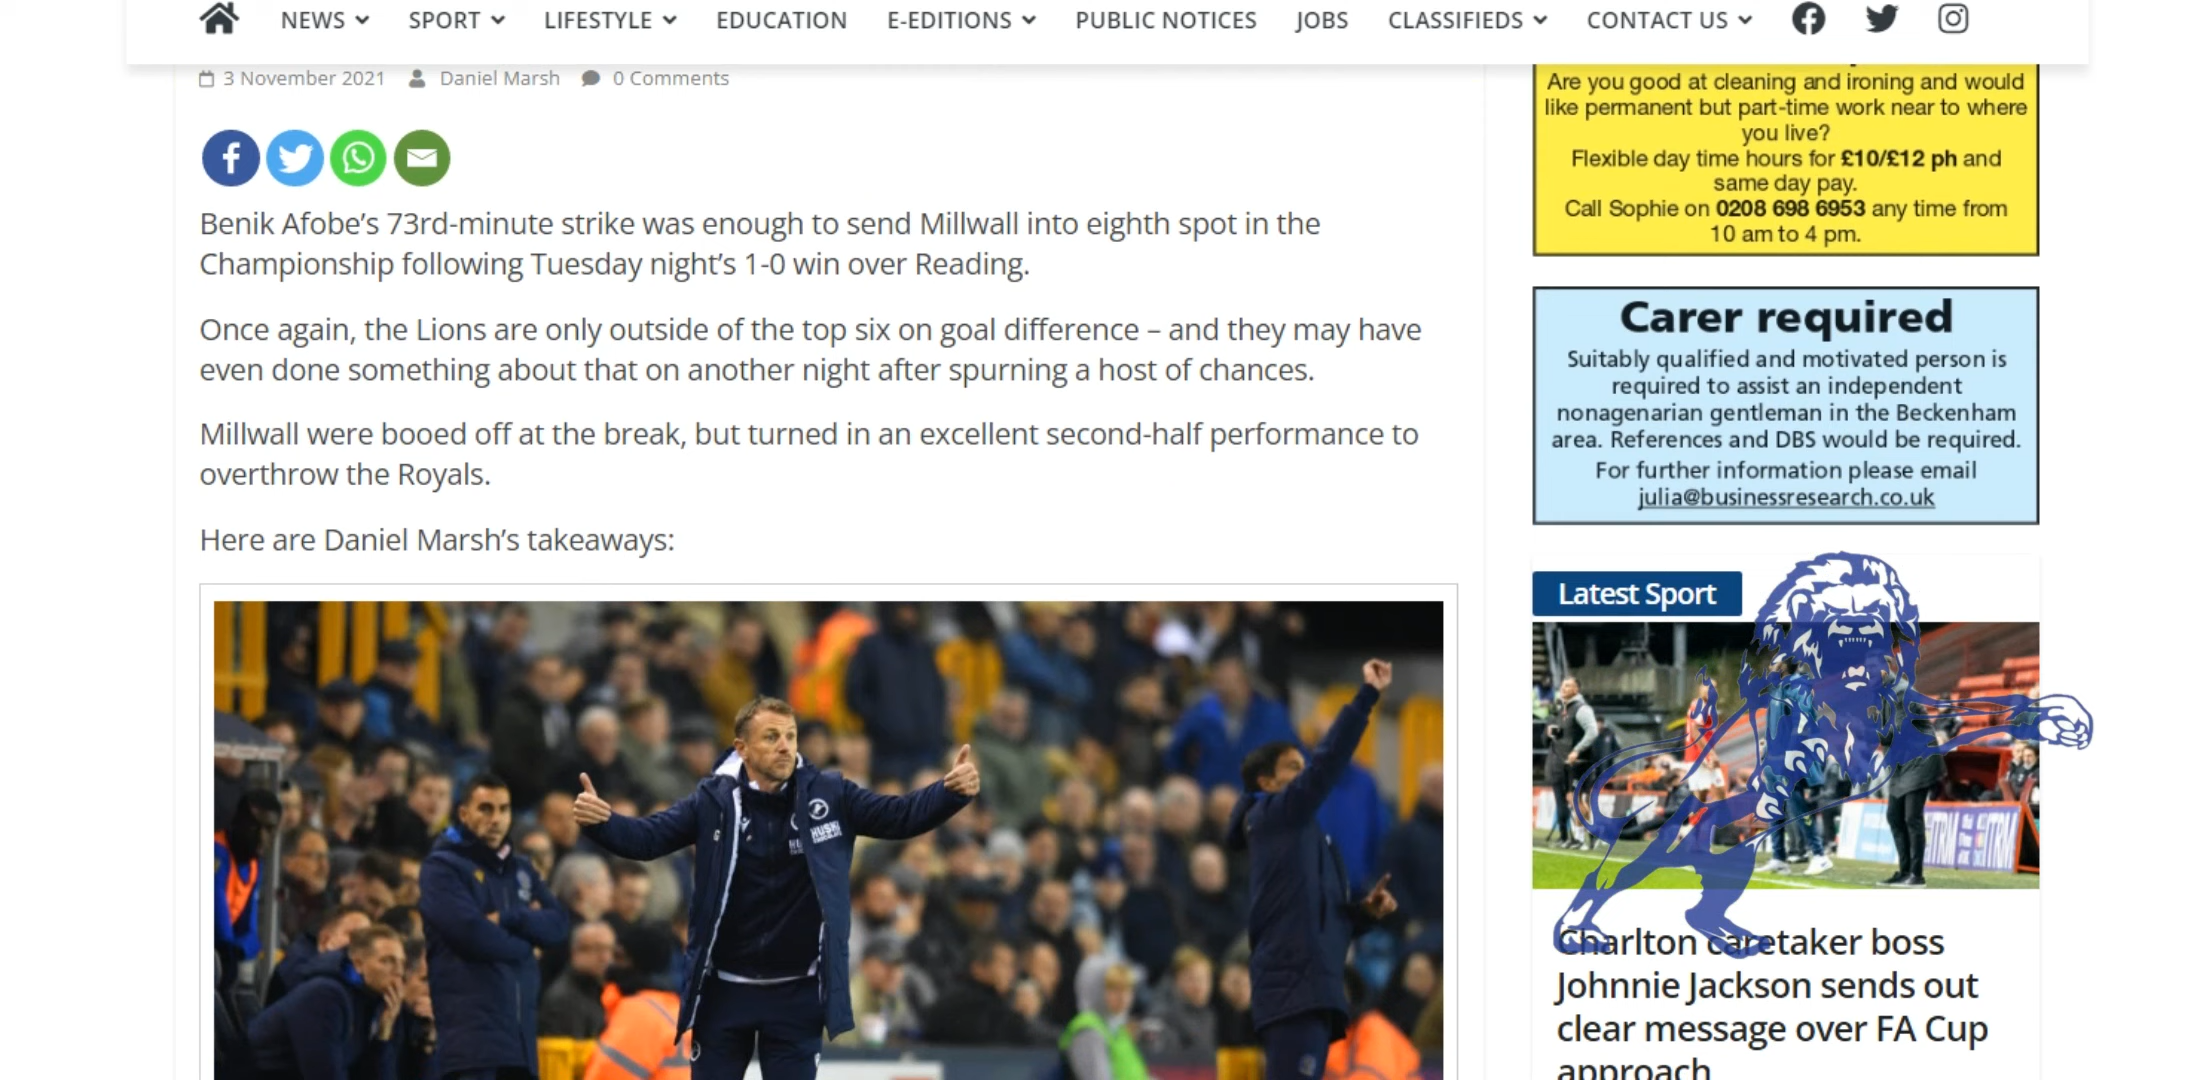 NEWS
SPORT
LIFESTYLE
EDUCATION
E-EDITIONS
PUBLIC NOTICES
JOBS
CLASSIFIEDS
CONTACT US
3 November 2021
Daniel Marsh
0 Comments
Benik Afobe’s 73rd-minute strike was enough to send Millwall into eighth spot in the
Championship following Tuesday night’s 1-0 win over Reading.
Once again, the Lions are only outside of the top six on goal difference – and they may have
even done something about that on another night after spurning a host of chances.
Millwall were booed off at the break, but turned in an excellent second-half performance to
overthrow the Royals.
Here are Daniel Marsh’s takeaways:
HUSKI
Are you good at cleaning and ironing and would
like permanent but part-time work near to where
you live?
Flexible day time hours for £10/£12 ph and
same day pay.
Call Sophie on 0208 698 6953 any time from
10 am to 4 pm.
Carer required
Suitably qualified and motivated person is
required to assist an independent
nonagenarian gentleman in the Beckenham
area. References and DBS would be required.
For further information please email
julia@businessresearch.co.uk
Latest Sport
ITRM
ITRM
Charlton caretaker boss
Johnnie Jackson sends out
clear message over FA Cup
approach